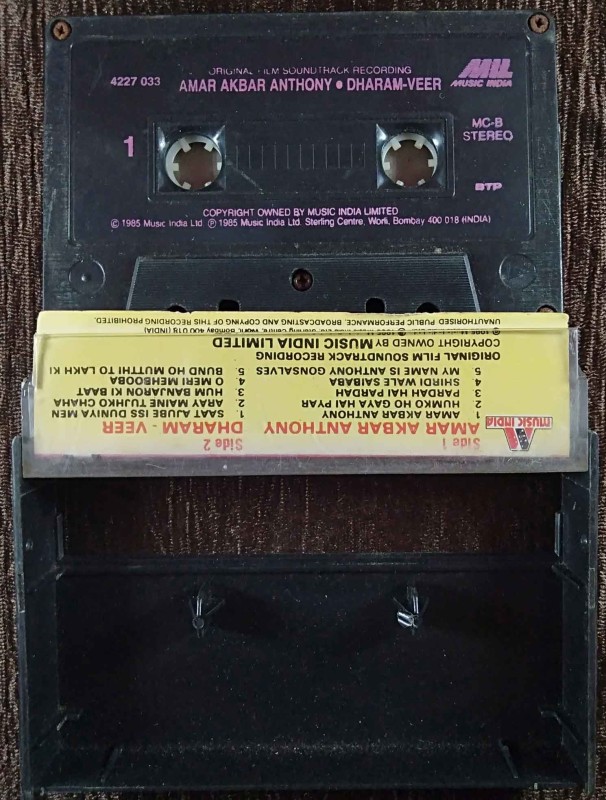 ORIGINAL FILM SOUNDTRACK RECORDING
4227 033
AMAR AKBAR ANTHONY • DHARAM-VEER
MIL
MUSIC INDIA
1
MC-B
STEREO
BTP
COPYRIGHT OWNED BY MUSIC INDIA LIMITED
© 1985 Music India Ltd ℗ 1985 Music India Ltd. Sterling Centre, Worli, Bombay 400 018 (INDIA)
MUSIC INDIA
Side 1
AMAR AKBAR ANTHONY
1 AMAR AKBAR ANTHONY
2 HUMKO HO GAYA HAI PYAR
3 PARDAH HAI PARDAH
4 SHIRDI WALE SAIBABA
5 MY NAME IS ANTHONY GONSALVES
Side 2
DHARAM - VEER
1. SAAT AJUBE ISS DUNIYA MEN
2. ARAY MAINE TUJHKO CHAHA
3. HUM BANJARON KI BAAT
4. O MERI MEHBOOBA
5. BUND HO MUTTHI TO LAKH KI
ORIGINAL FILM SOUNDTRACK RECORDING
COPYRIGHT OWNED BY MUSIC INDIA LIMITED
Worli, Bombay 400 018 (INDIA)
UNAUTHORISED PUBLIC PERFORMANCE, BROADCASTING AND COPYING OF THIS RECORDING PROHIBITED.